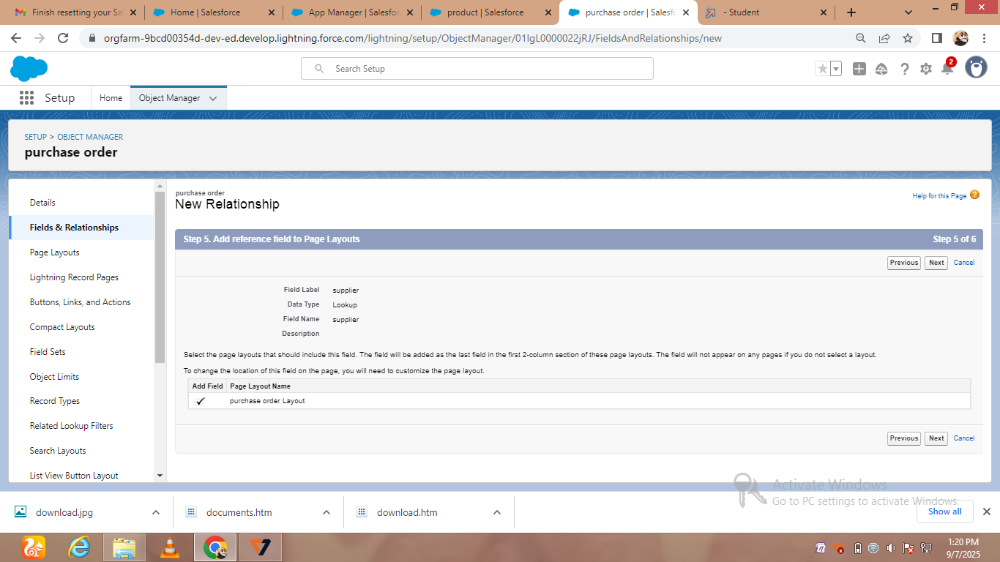 Finish resetting your Sal
Home | Salesforce
App Manager | Salesfor
product | Salesforce
purchase order | Salesfo
- Student
orgfarm-9bcd00354d-dev-ed.develop.lightning.force.com/lightning/setup/ObjectManager/01IgL0000022jRJ/FieldsAndRelationships/new
Search Setup
2
Setup
Home
Object Manager
SETUP > OBJECT MANAGER
purchase order
Details
Fields & Relationships
Page Layouts
Lightning Record Pages
Buttons, Links, and Actions
Compact Layouts
Field Sets
Object Limits
Record Types
Related Lookup Filters
Search Layouts
List View Button Layout
purchase order
New Relationship
Help for this Page ?
Step 5. Add reference field to Page Layouts
Step 5 of 6
Previous Next Cancel
Field Label supplier
Data Type Lookup
Field Name supplier
Description
Select the page layouts that should include this field. The field will be added as the last field in the first 2-column section of these page layouts. The field will not appear on any pages if you do not select a layout.
To change the location of this field on the page, you will need to customize the page layout.
Add Field Page Layout Name
purchase order Layout
Previous Next Cancel
Activate Windows
Go to PC settings to activate Windows.
download.jpg
documents.htm
download.htm
Show all
1:20 PM
9/7/2025